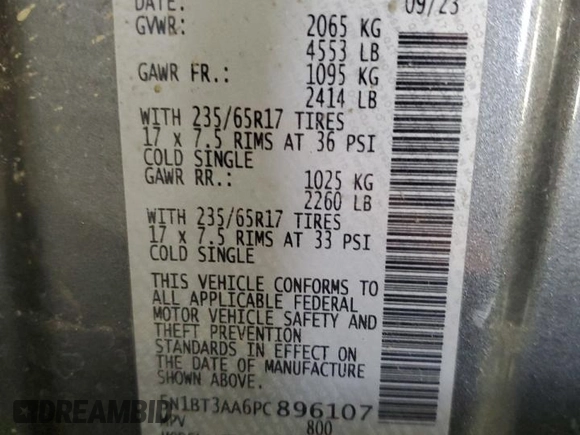 DATE: 09/23
GVWR: 2065 KG
4553 LB
GAWR FR.: 1095 KG
2414 LB
WITH 235/65R17 TIRES
17 x 7.5 RIMS AT 36 PSI
COLD SINGLE
GAWR RR.: 1025 KG
2260 LB
WITH 235/65R17 TIRES
17 x 7.5 RIMS AT 33 PSI
COLD SINGLE
THIS VEHICLE CONFORMS TO
ALL APPLICABLE FEDERAL
MOTOR VEHICLE SAFETY AND
THEFT PREVENTION
STANDARDS IN EFFECT ON
THE DATE OF MANUFACTURE
SHOWN ABOVE.
5N1BT3AA6PC896107
MPV 800
DREAMBID